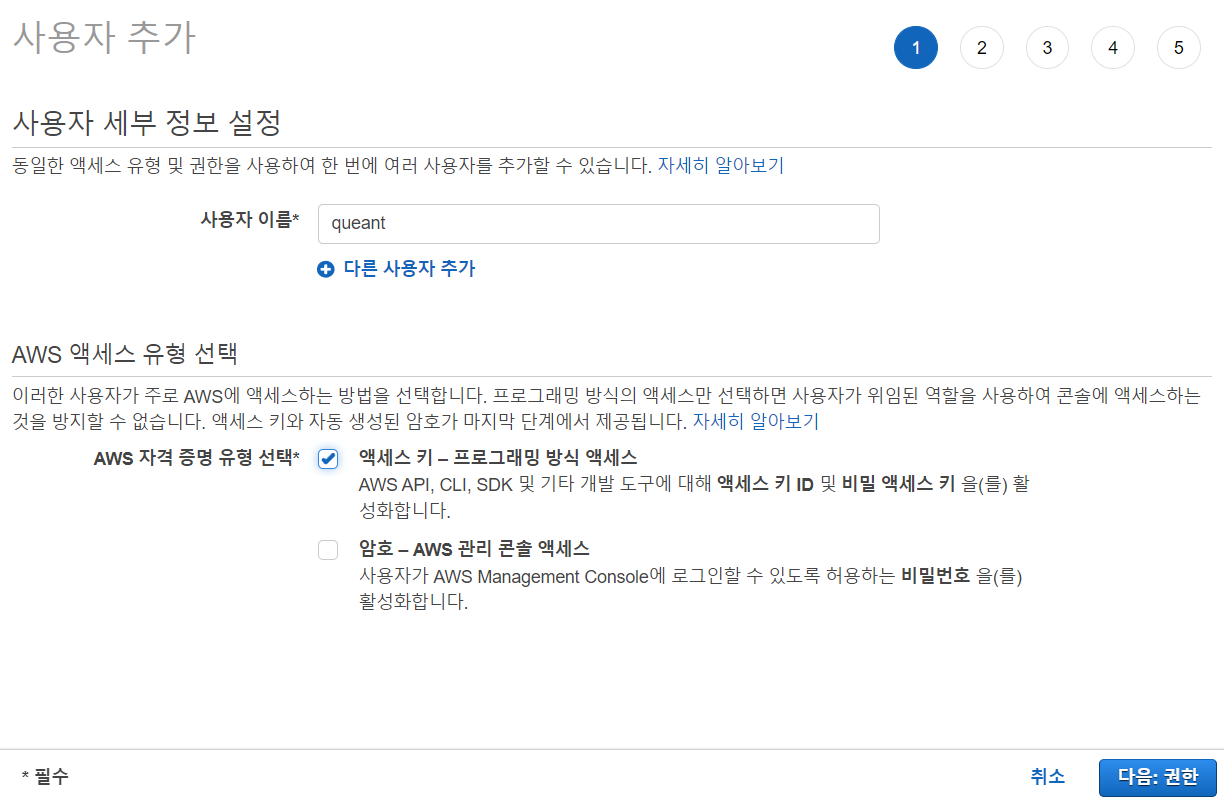 사용자 추가
1 2 3 4 5
사용자 세부 정보 설정
동일한 액세스 유형 및 권한을 사용하여 한 번에 여러 사용자를 추가할 수 있습니다. 자세히 알아보기
사용자 이름* queant
다른 사용자 추가
AWS 액세스 유형 선택
이러한 사용자가 주로 AWS에 액세스하는 방법을 선택합니다. 프로그래밍 방식의 액세스만 선택하면 사용자가 위임된 역할을 사용하여 콘솔에 액세스하는
것을 방지할 수 없습니다. 액세스 키와 자동 생성된 암호가 마지막 단계에서 제공됩니다. 자세히 알아보기
AWS 자격 증명 유형 선택* 액세스 키 – 프로그래밍 방식 액세스
AWS API, CLI, SDK 및 기타 개발 도구에 대해 액세스 키 ID 및 비밀 액세스 키 을(를) 활
성화합니다.
암호 – AWS 관리 콘솔 액세스
사용자가 AWS Management Console에 로그인할 수 있도록 허용하는 비밀번호 을(를)
활성화합니다.
* 필수 취소 다음: 권한